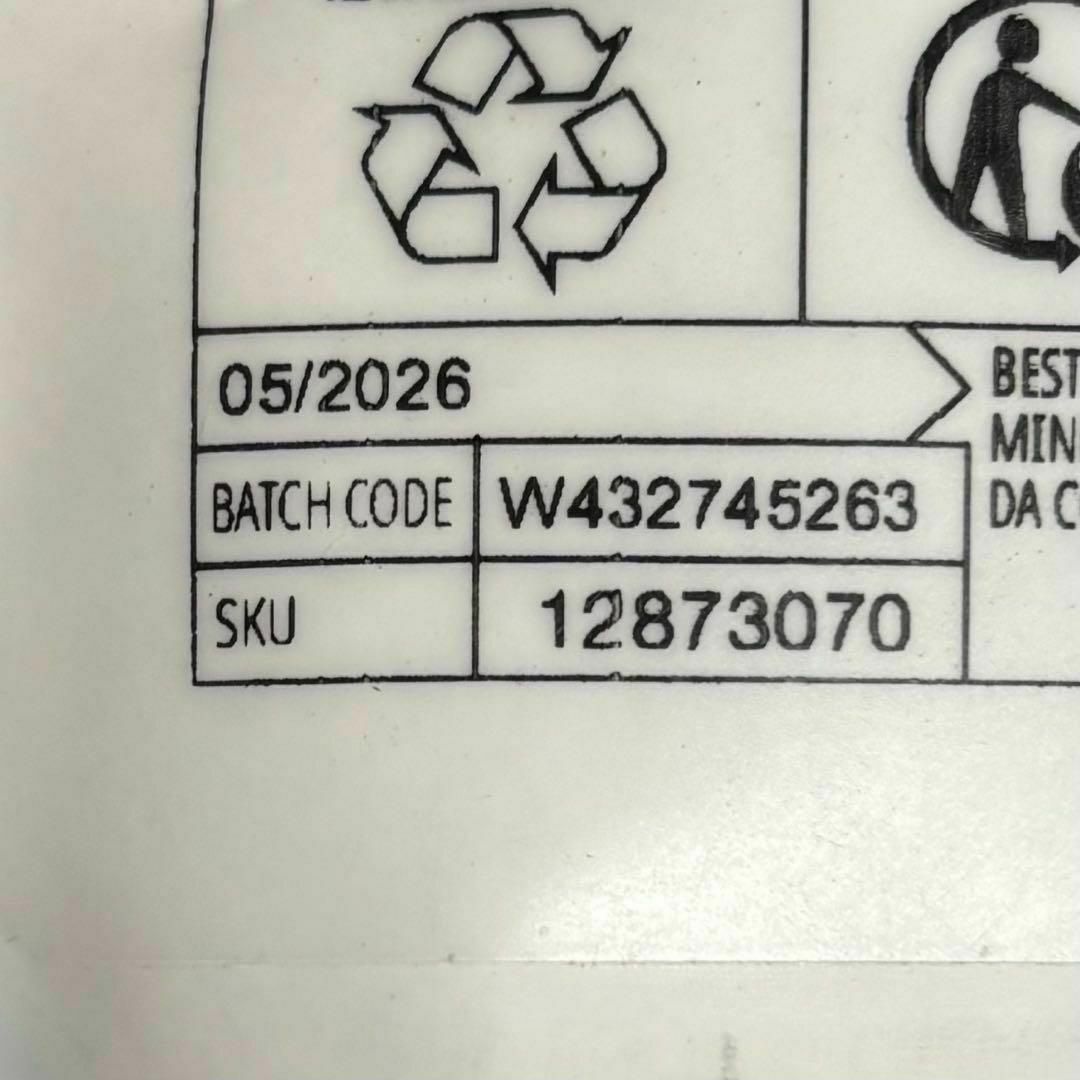 05/2026
BEST
MIN
DA C
BATCH CODE W432745263
SKU 12873070